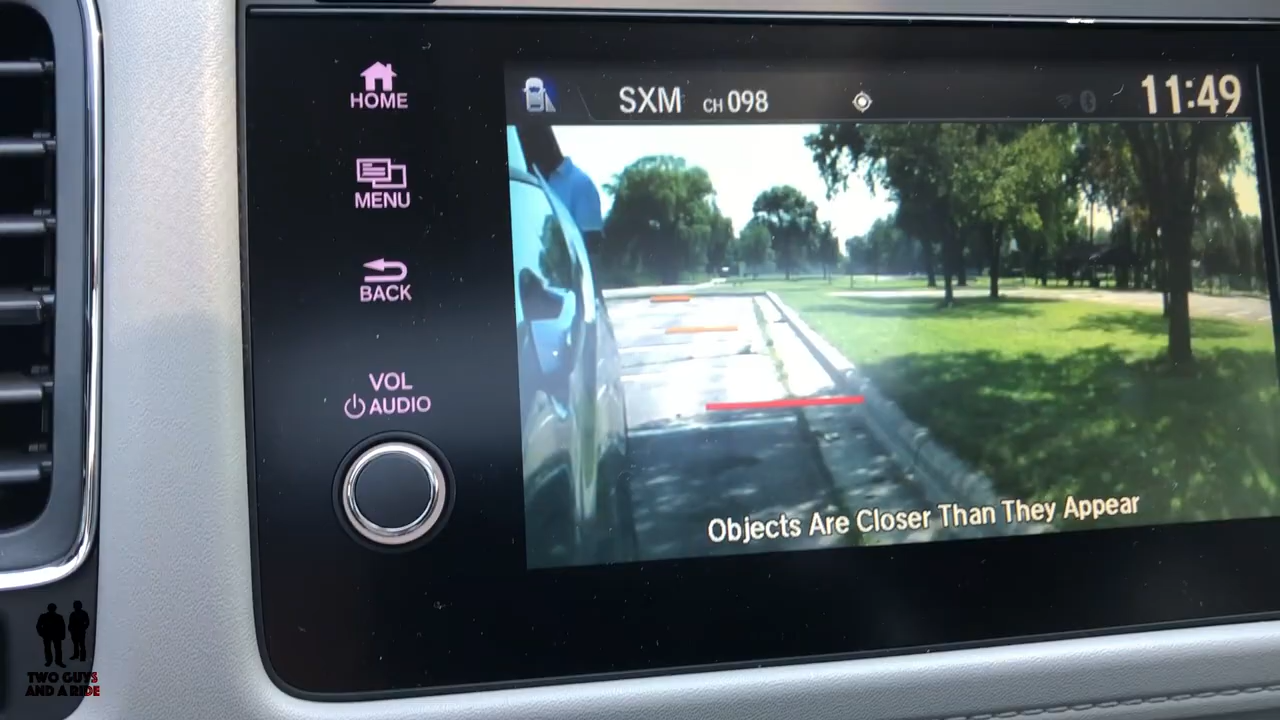 HOME
MENU
BACK
VOL
AUDIO
SXM CH 098 11:49
Objects Are Closer Than They Appear
TWO GUYS
AND A RIDE